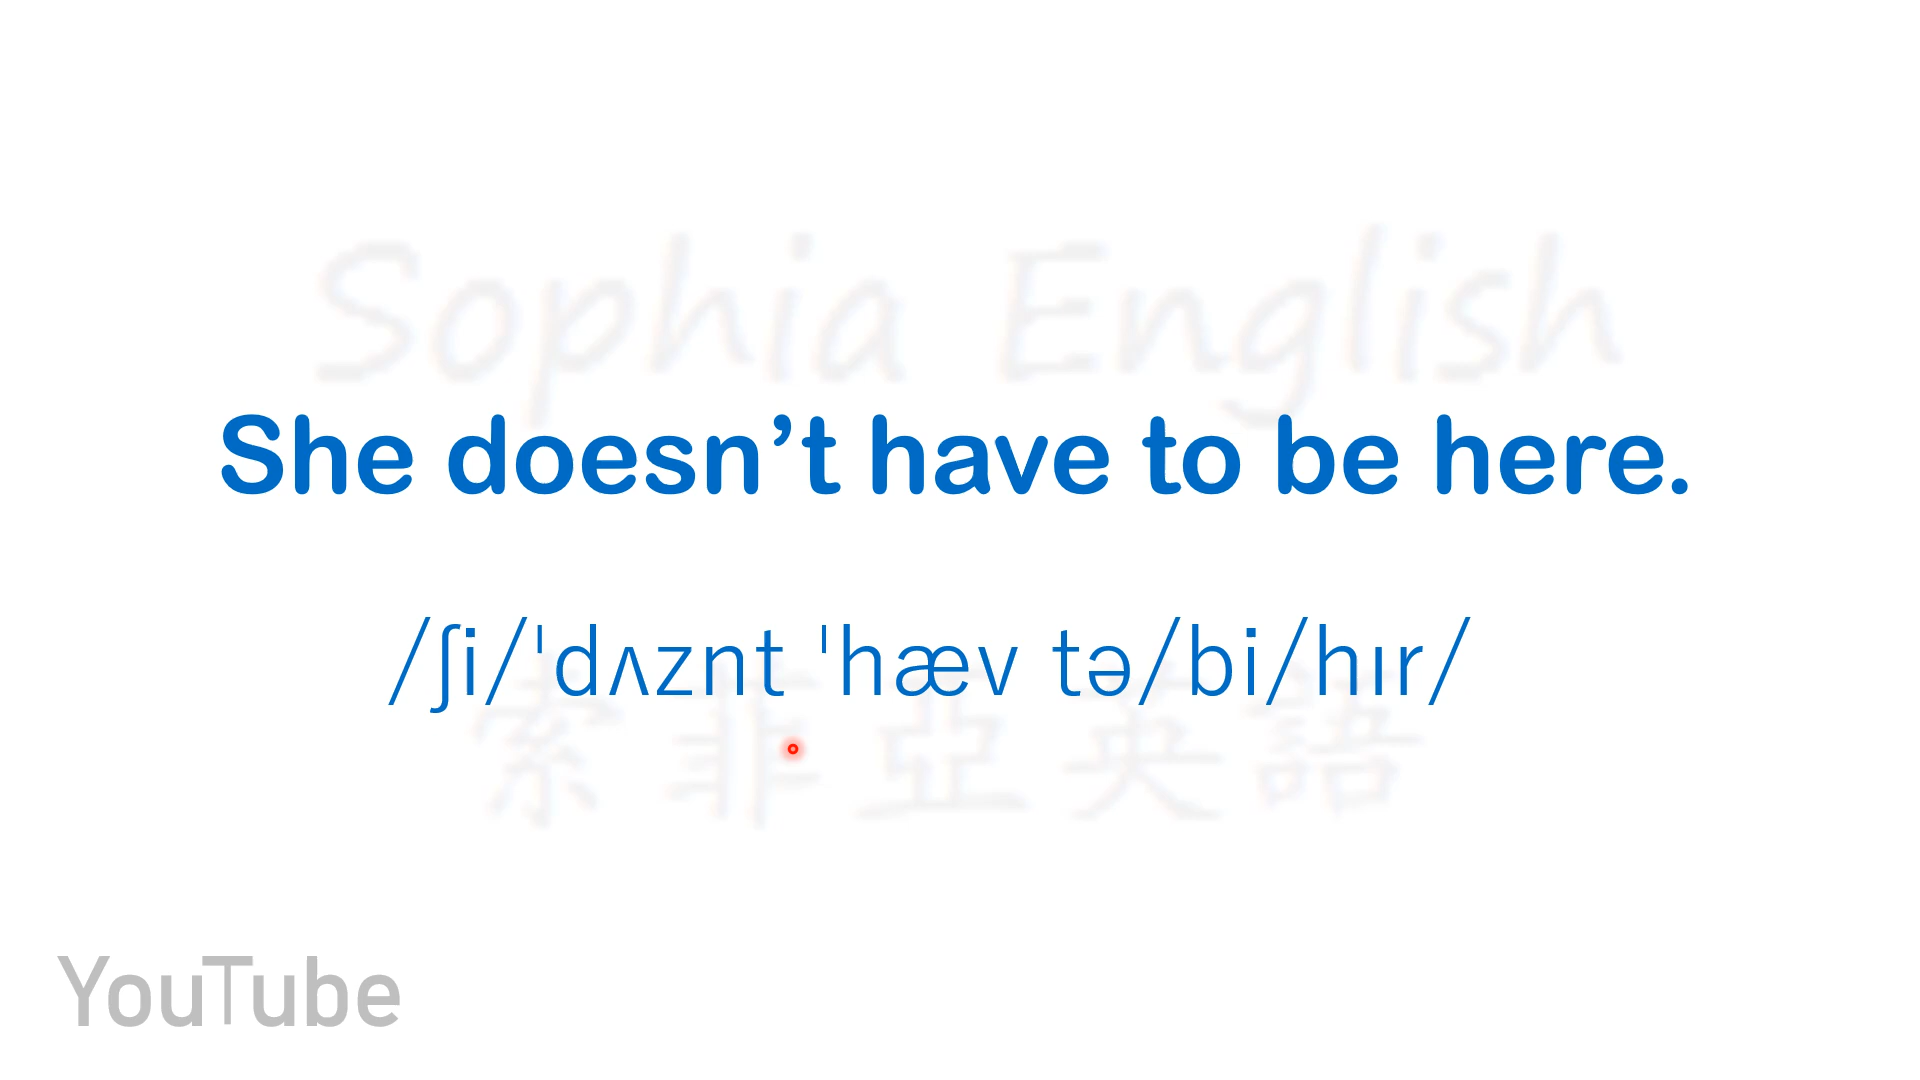 Sophia English
She doesn’t have to be here.
/ʃi/ˈdʌznt ˈhæv tə/bi/hɪr/
索菲亞英語
YouTube